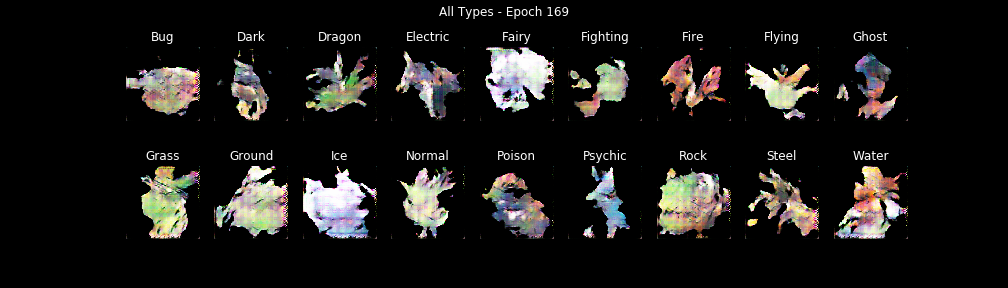 All Types - Epoch 169
Bug Dark Dragon Electric Fairy Fighting Fire Flying Ghost
Grass Ground Ice Normal Poison Psychic Rock Steel Water